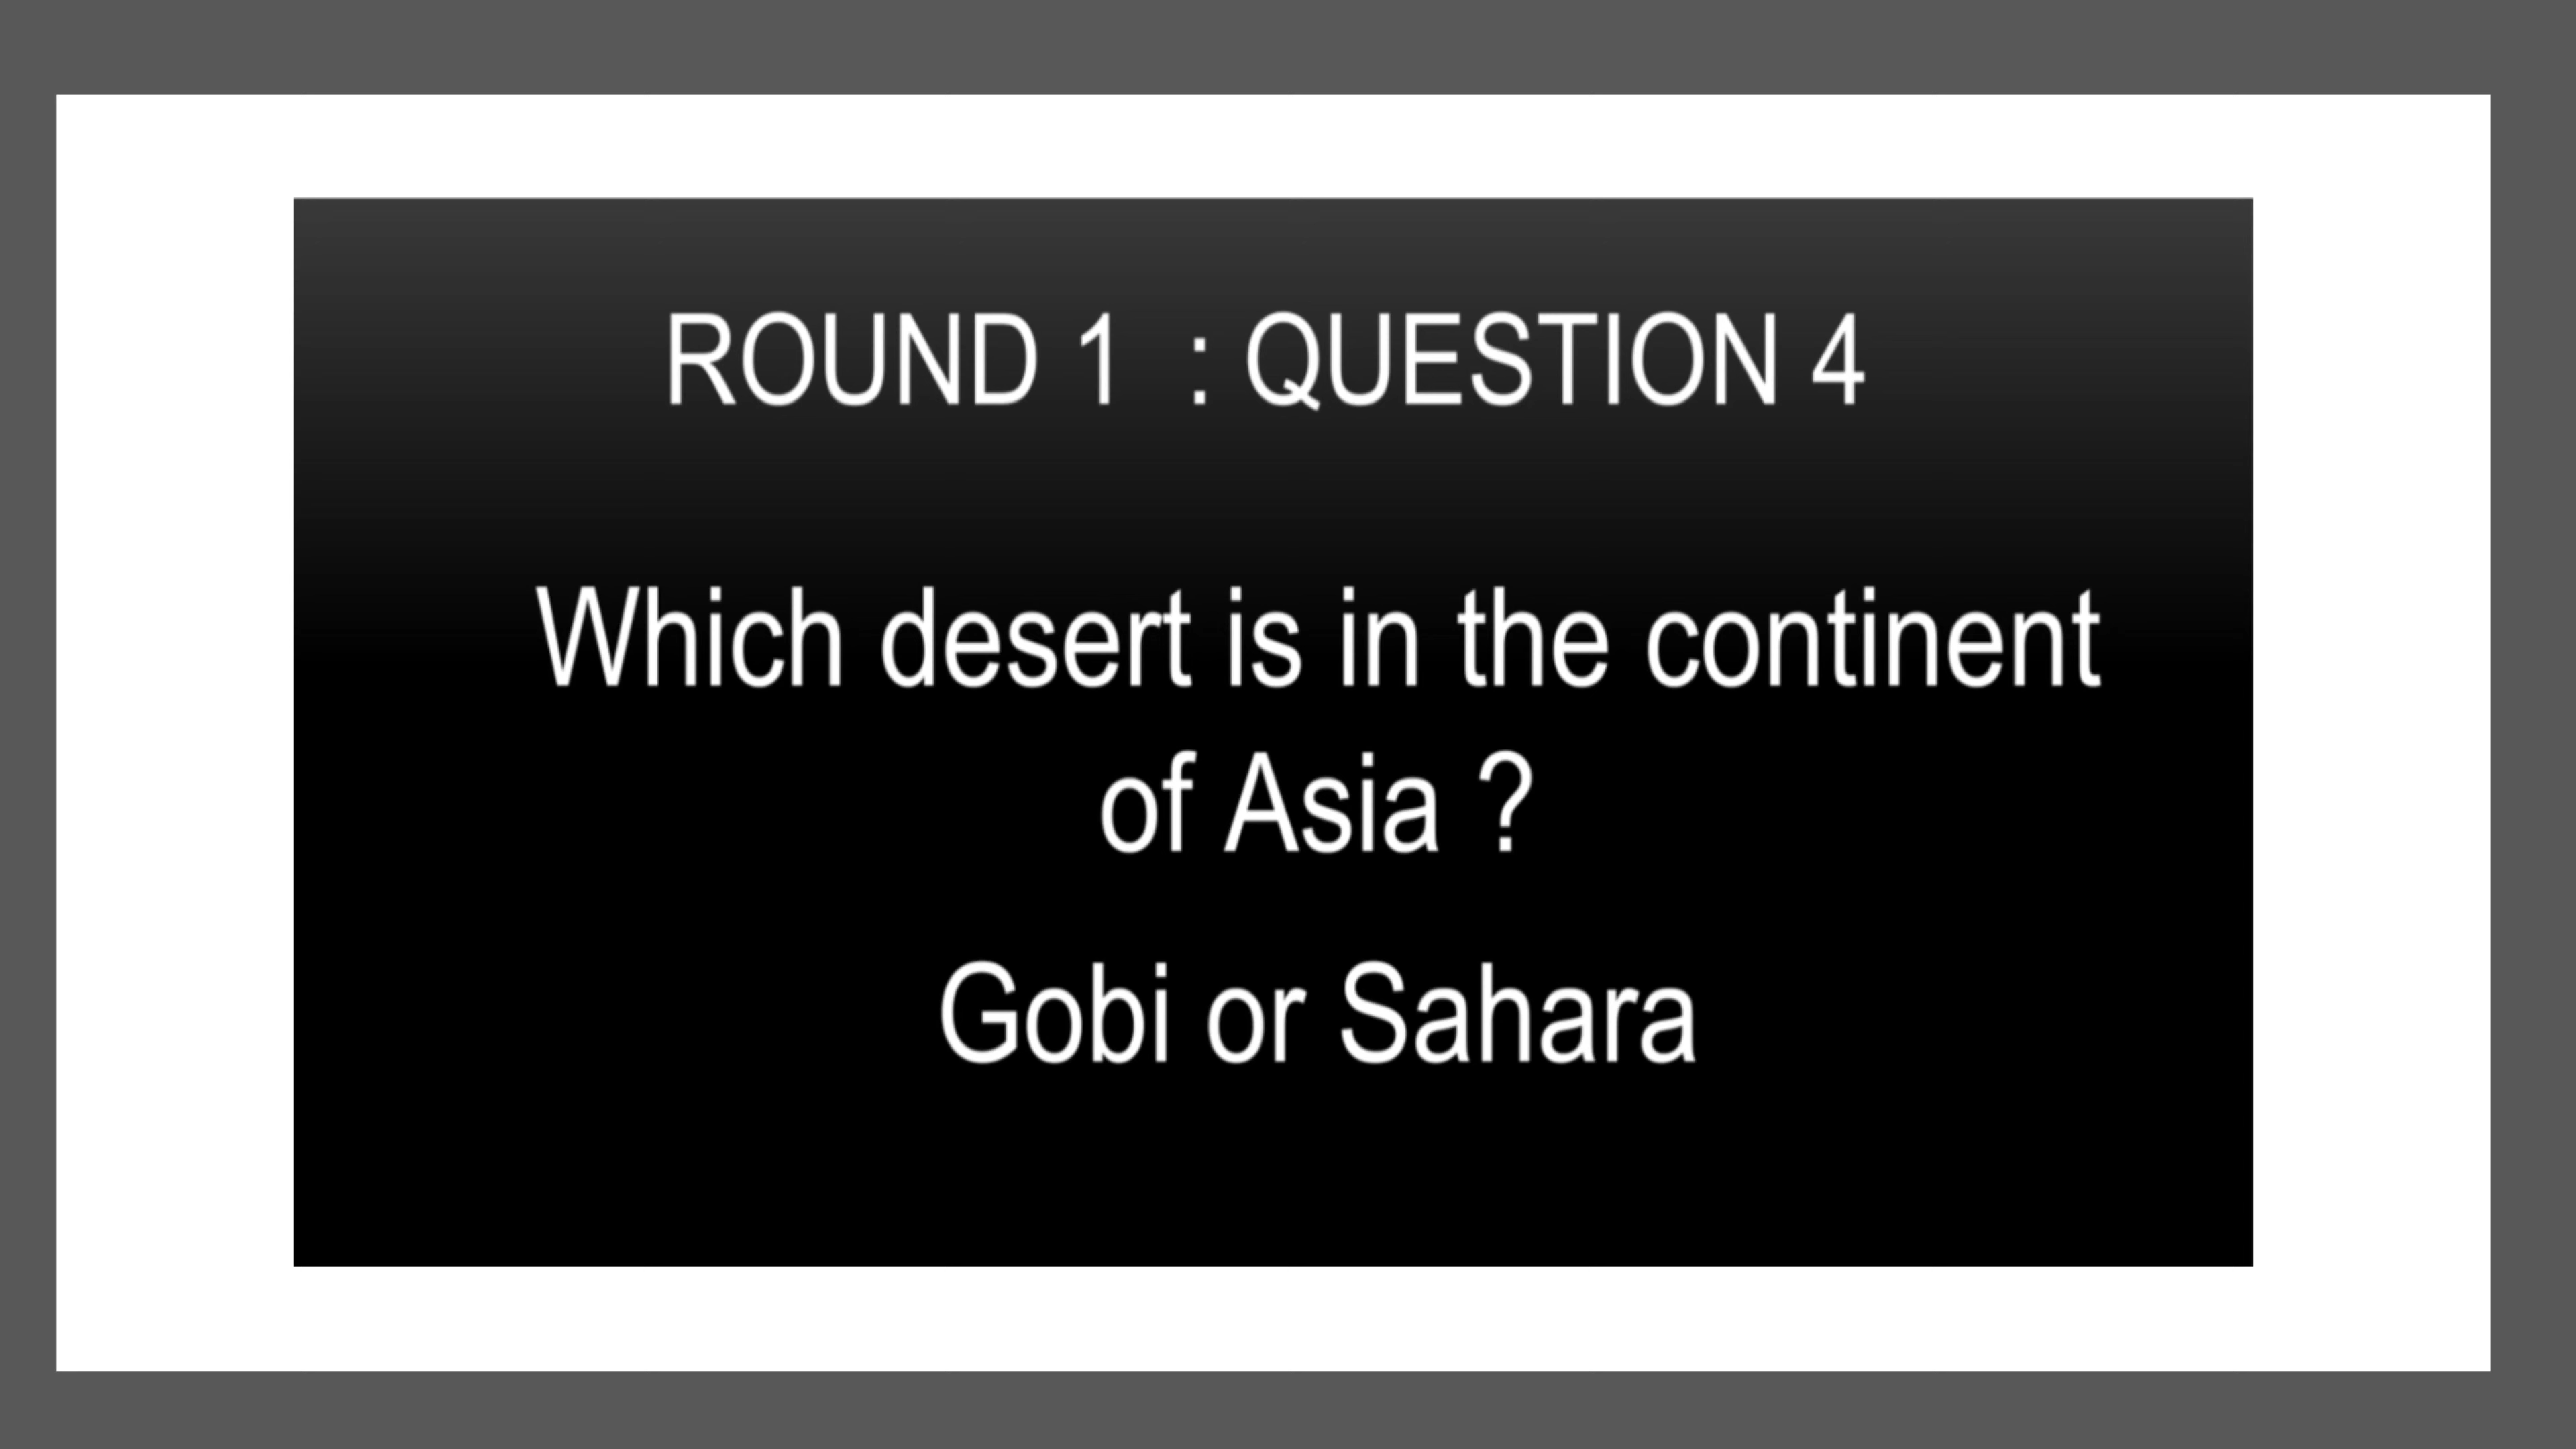 ROUND 1 : QUESTION 4
Which desert is in the continent
of Asia ?
Gobi or Sahara